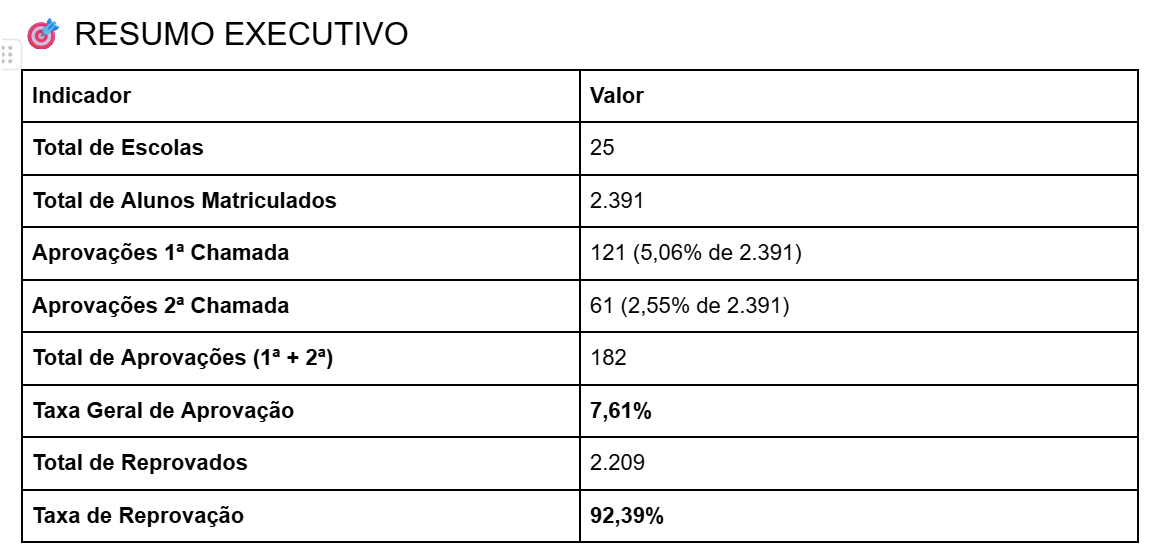 🎯 RESUMO EXECUTIVO
Indicador Valor
Total de Escolas 25
Total de Alunos Matriculados 2.391
Aprovações 1ª Chamada 121 (5,06% de 2.391)
Aprovações 2ª Chamada 61 (2,55% de 2.391)
Total de Aprovações (1ª + 2ª) 182
Taxa Geral de Aprovação 7,61%
Total de Reprovados 2.209
Taxa de Reprovação 92,39%